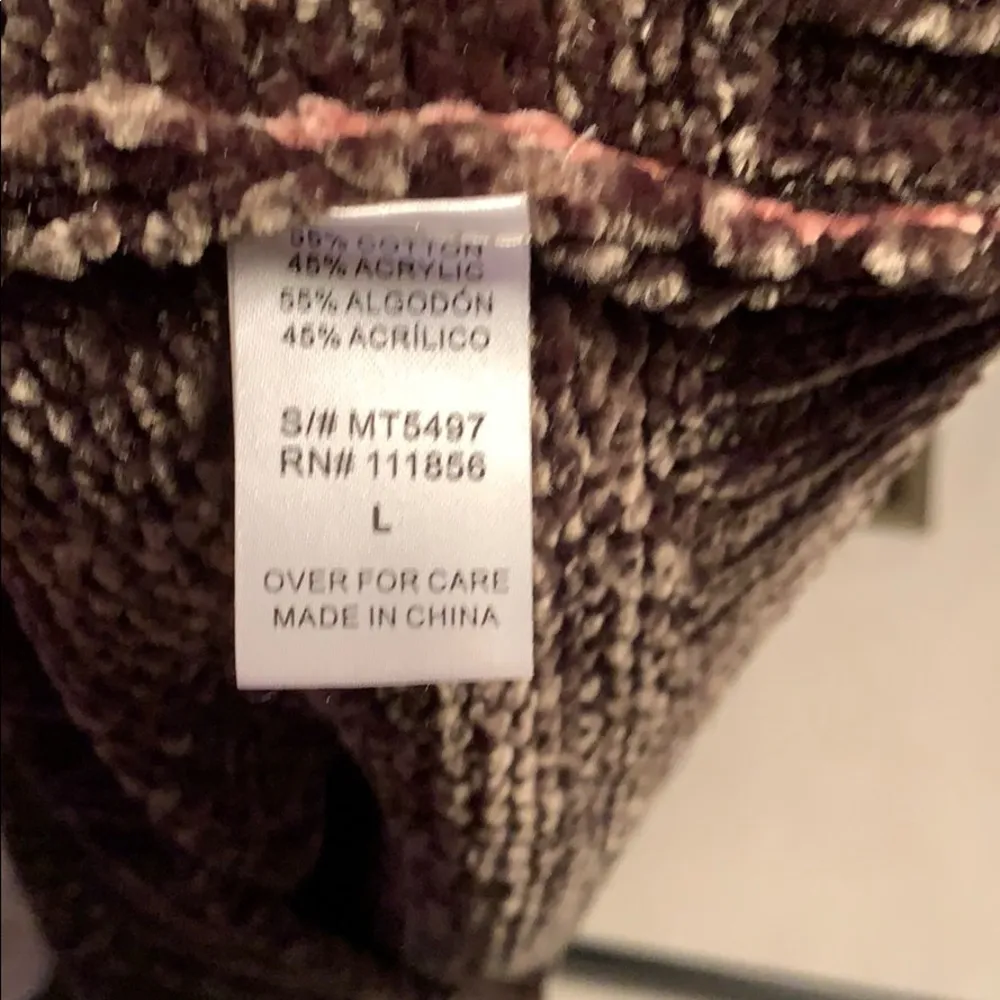 55% COTTON
45% ACRYLIC
55% ALGODÓN
45% ACRÍLICO
S/# MT5497
RN# 111856
L
OVER FOR CARE
MADE IN CHINA